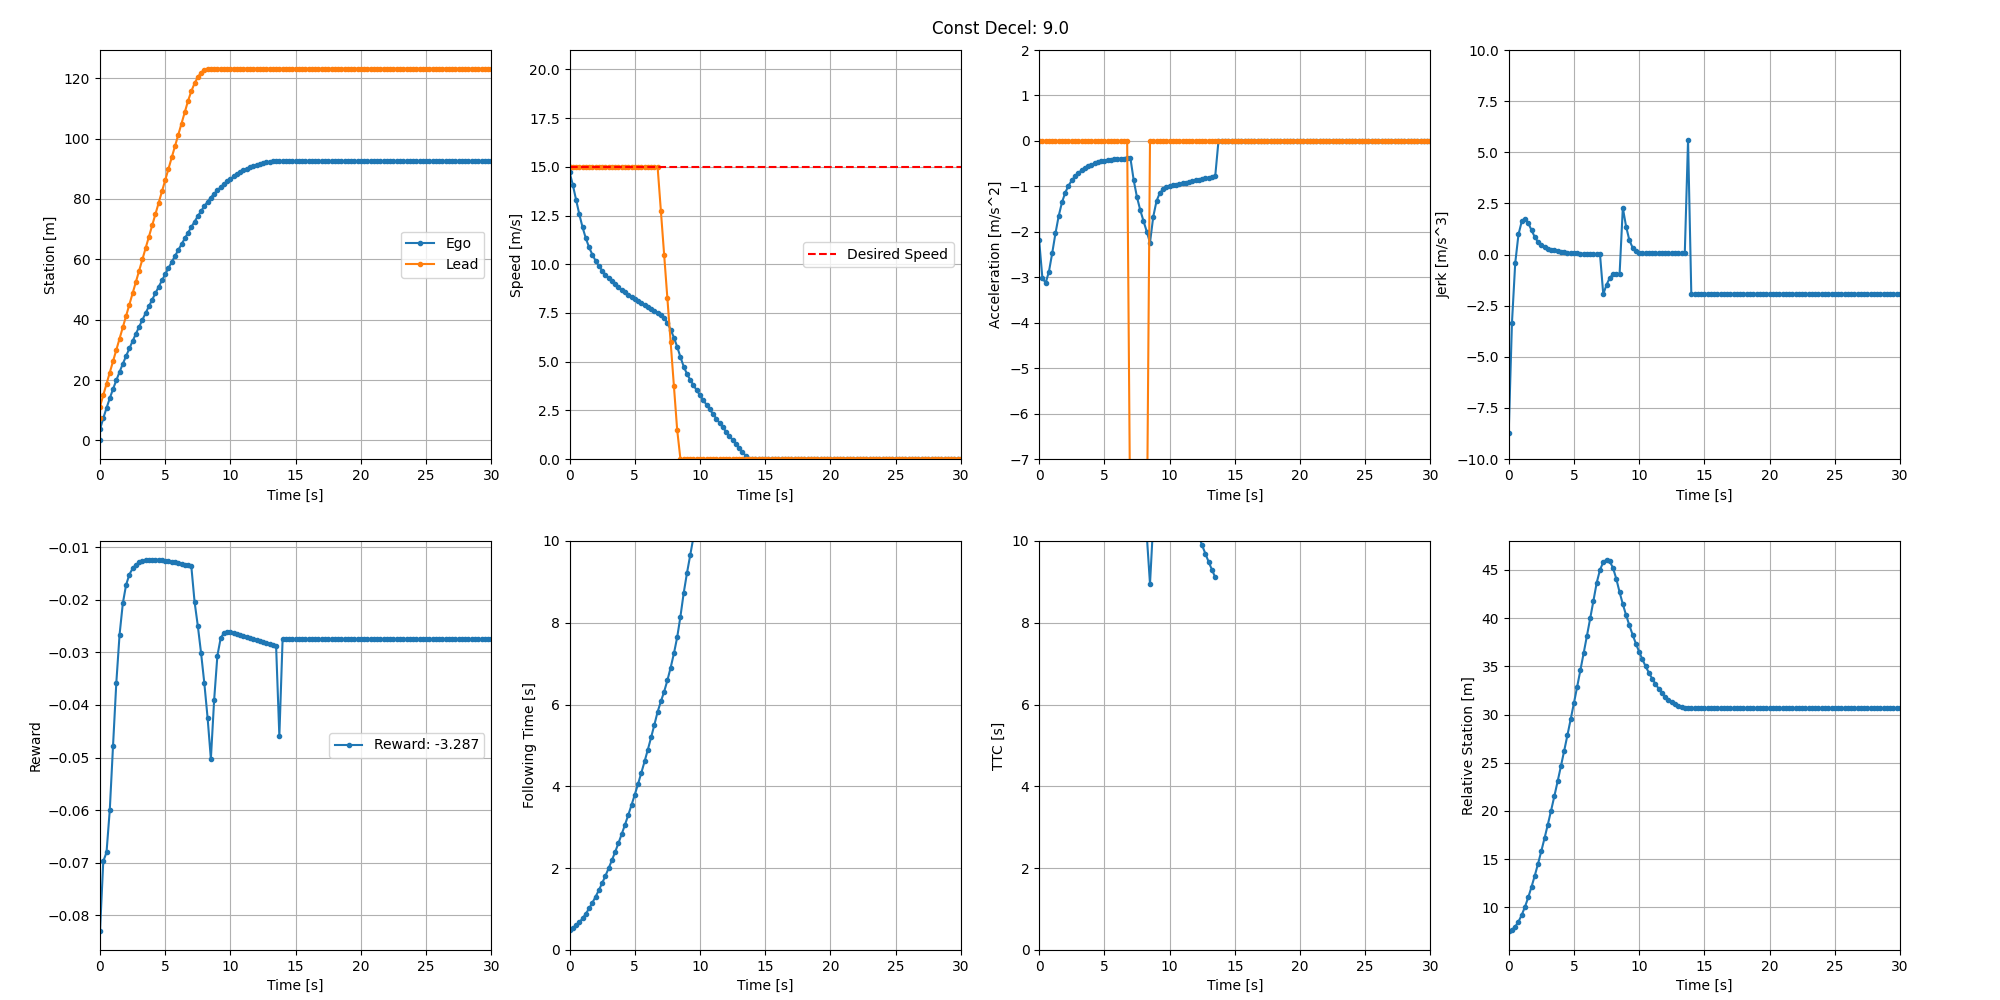 Const Decel: 9.0
Station [m]
120
100
80
60
40
20
0
0 5 10 15 20 25 30
Time [s]
Ego
Lead
Speed [m/s]
20.0
17.5
15.0
12.5
10.0
7.5
5.0
2.5
0.0
0 5 10 15 20 25 30
Time [s]
Desired Speed
Acceleration [m/s^2]
2
1
0
−1
−2
−3
−4
−5
−6
−7
0 5 10 15 20 25 30
Time [s]
Jerk [m/s^3]
10.0
7.5
5.0
2.5
0.0
−2.5
−5.0
−7.5
−10.0
0 5 10 15 20 25 30
Time [s]
Reward
−0.01
−0.02
−0.03
−0.04
−0.05
−0.06
−0.07
−0.08
0 5 10 15 20 25 30
Time [s]
Reward: -3.287
Following Time [s]
10
8
6
4
2
0
0 5 10 15 20 25 30
Time [s]
TTC [s]
10
8
6
4
2
0
0 5 10 15 20 25 30
Time [s]
Relative Station [m]
45
40
35
30
25
20
15
10
0 5 10 15 20 25 30
Time [s]